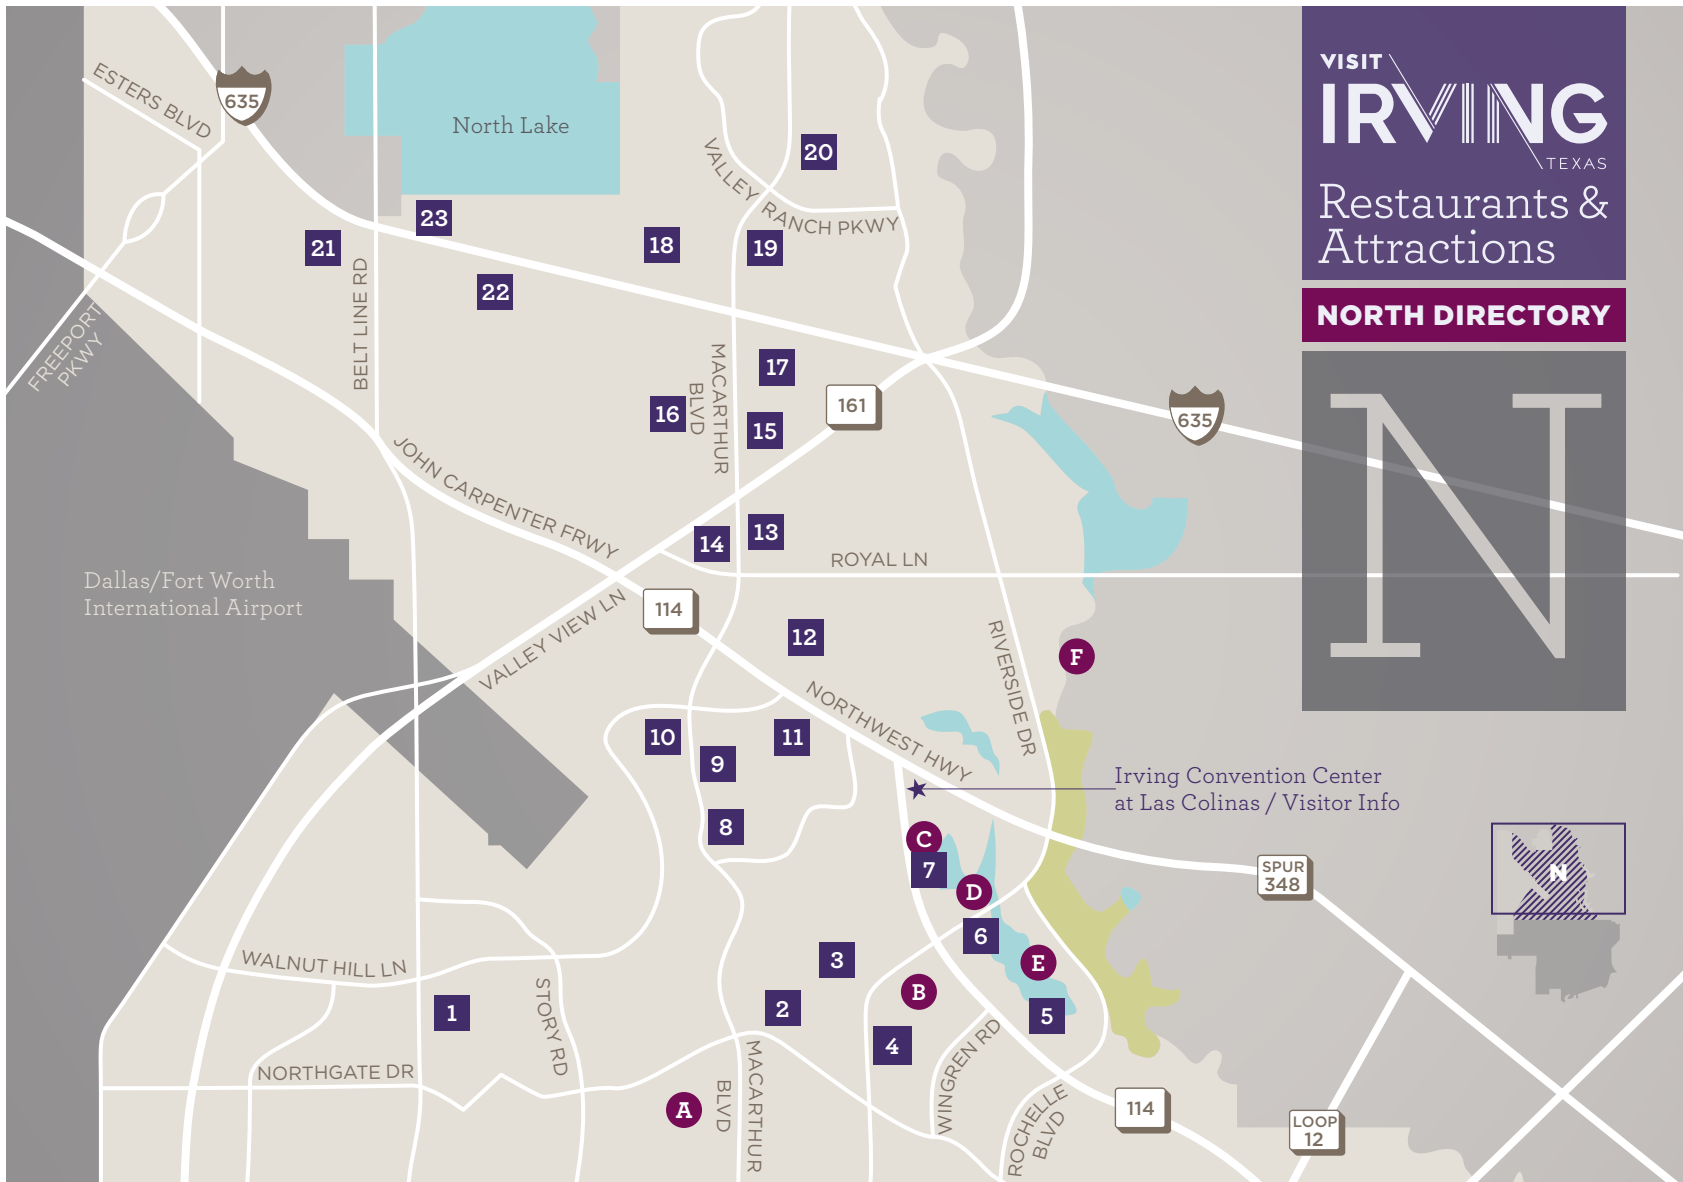 VISIT
IRVING
TEXAS
Restaurants &
Attractions
NORTH DIRECTORY
N
ESTERS BLVD
635
North Lake
VALLEY
RANCH PKWY
20
23
21
18
19
22
BELT LINE RD
FREEPORT
PKWY
MACARTHUR
BLVD
17
16
15
161
635
JOHN CARPENTER FRWY
14
13
ROYAL LN
Dallas/Fort Worth
International Airport
VALLEY VIEW LN
114
12
RIVERSIDE DR
F
NORTHWEST HWY
10
9
11
8
Irving Convention Center
at Las Colinas / Visitor Info
C
7
D
6
E
5
SPUR
348
N
WALNUT HILL LN
STORY RD
3
B
2
4
1
WINGREN RD
NORTHGATE DR
A
MACARTHUR
BLVD
ROCHELLE
BLVD
114
LOOP
12